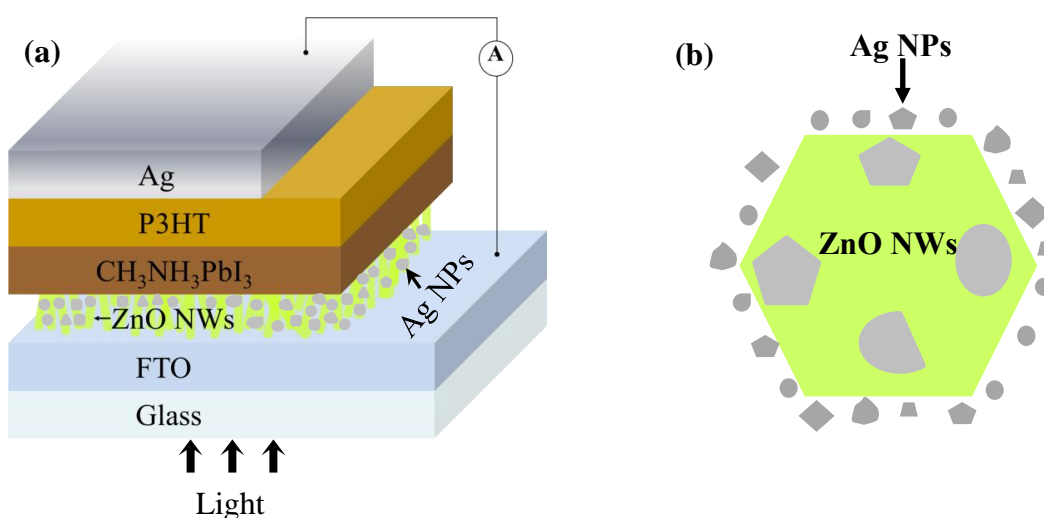 (a)
A
Ag
P3HT
CH₃NH₃PbI₃
Ag NPs
←ZnO NWs
FTO
Glass
Light
(b)
Ag NPs
ZnO NWs